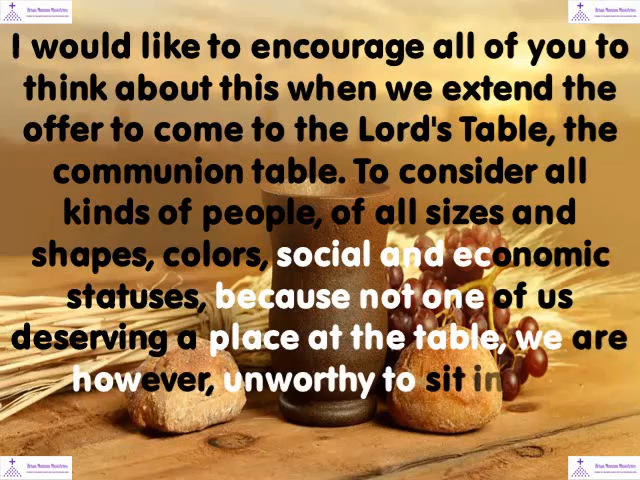 I would like to encourage all of you to
think about this when we extend the
offer to come to the Lord's Table, the
communion table. To consider all
kinds of people, of all sizes and
shapes, colors, social and economic
statuses, because not one of us
deserving a place at the table, we are
however, unworthy to sit in